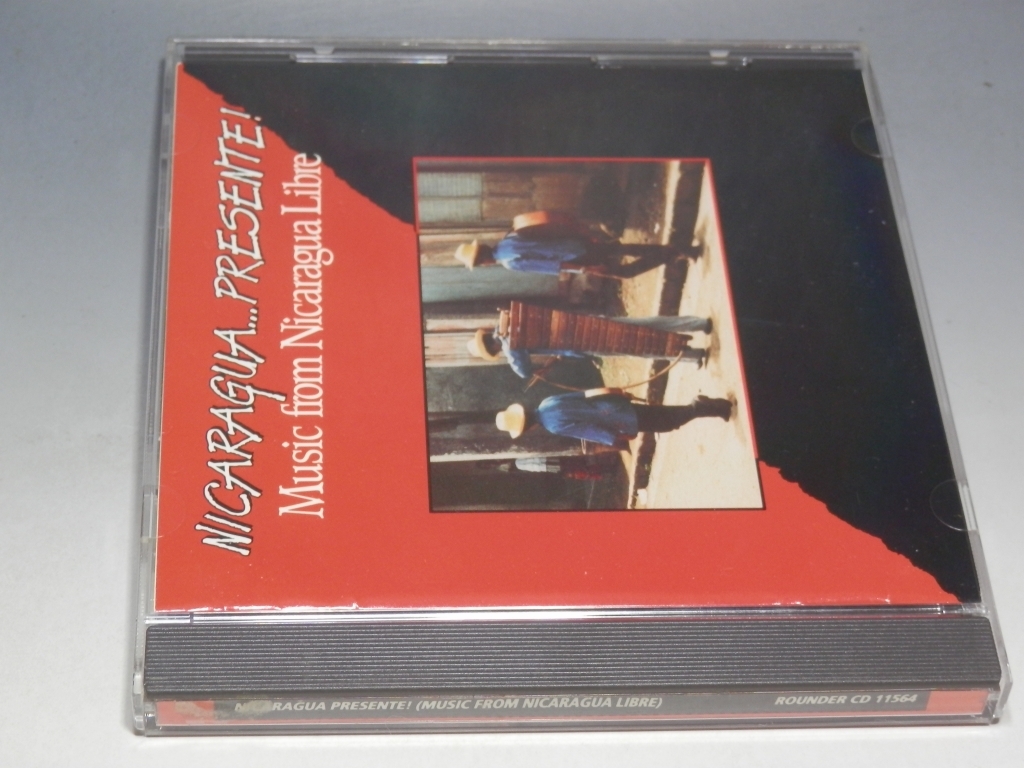 NICARAGUA...PRESENTE!
Music from Nicaragua Libre
NICARAGUA PRESENTE! (MUSIC FROM NICARAGUA LIBRE)
ROUNDER CD 11564